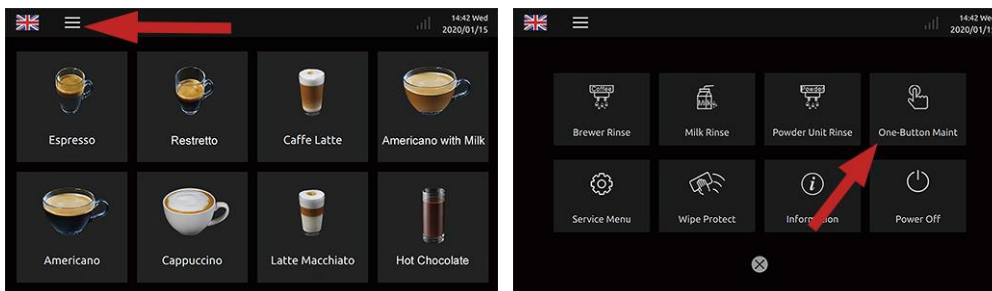 14:42 Wed
2020/01/15
Espresso
Restretto
Caffe Latte
Americano with Milk
Americano
Cappuccino
Latte Macchiato
Hot Chocolate
14:42 Wed
2020/01/15
Coffee
Brewer Rinse
MILK
Milk Rinse
Powder
Powder Unit Rinse
One-Button Maint
Service Menu
Wipe Protect
Information
Power Off